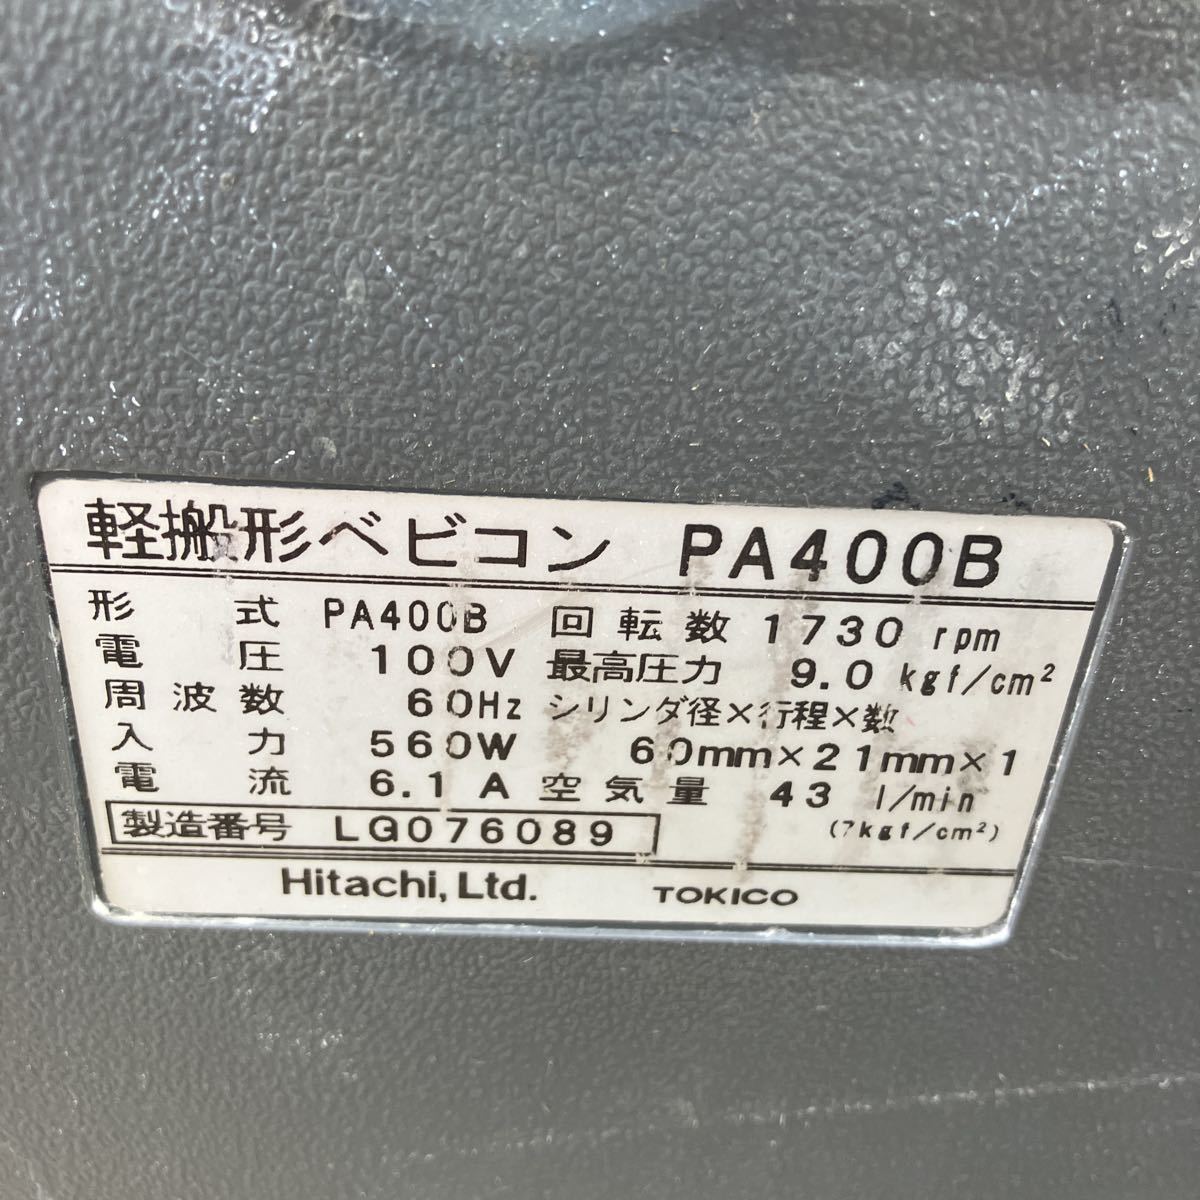 軽搬形ベビコン PA400B
形式 PA400B 回転数 1730 rpm
電圧 100V 最高圧力 9.0 kgf/cm²
周波数 60Hz シリンダ径×行程×数
入力 560W 60mm×21mm×1
電流 6.1 A 空気量 43 l/min
(7kgf/cm²)
製造番号 LG076089
Hitachi, Ltd. TOKICO